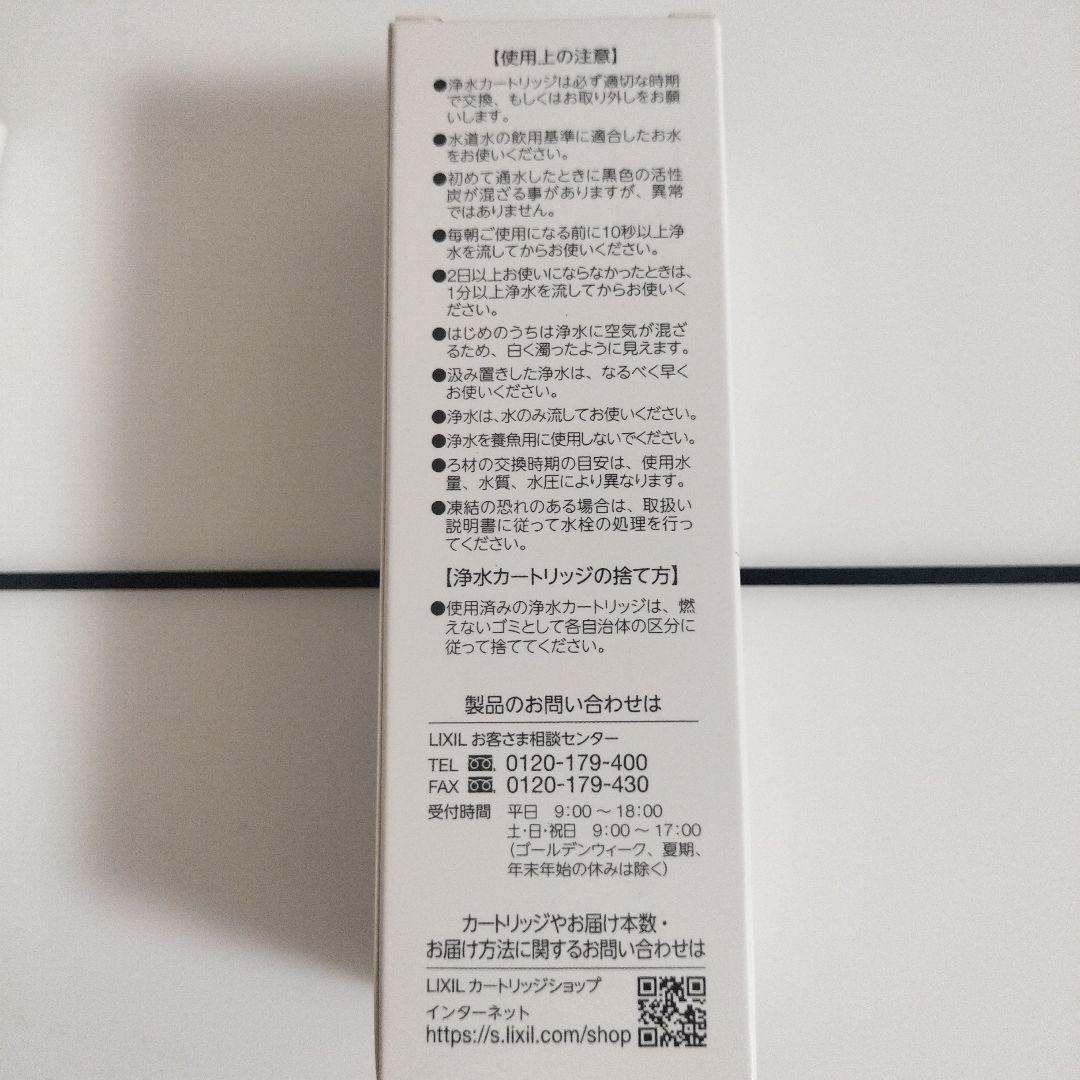 【使用上の注意】
●浄水カートリッジは必ず適切な時期
で交換、もしくはお取り外しをお願
いします。
●水道水の飲用基準に適合したお水
をお使いください。
●初めて通水したときに黒色の活性
炭が混ざる事がありますが、異常
ではありません。
●毎朝ご使用になる前に10秒以上浄
水を流してからお使いください。
●2日以上お使いにならなかったときは、
1分以上浄水を流してからお使いく
ださい。
●はじめのうちは浄水に空気が混ざ
るため、白く濁ったように見えます。
●汲み置きした浄水は、なるべく早く
お使いください。
●浄水は、水のみ流してお使いください。
●浄水を養魚用に使用しないでください。
●ろ材の交換時期の目安は、使用水
量、水質、水圧により異なります。
●凍結の恐れのある場合は、取扱い
説明書に従って水栓の処理を行っ
てください。
【浄水カートリッジの捨て方】
●使用済みの浄水カートリッジは、燃
えないゴミとして各自治体の区分に
従って捨ててください。
製品のお問い合わせは
LIXIL お客さま相談センター
TEL 0120-179-400
FAX 0120-179-430
受付時間 平日 9:00～18:00
土・日・祝日 9:00～17:00
（ゴールデンウィーク、夏期、
年末年始の休みは除く）
カートリッジやお届け本数・
お届け方法に関するお問い合わせは
LIXIL カートリッジショップ
インターネット
https://s.lixil.com/shop